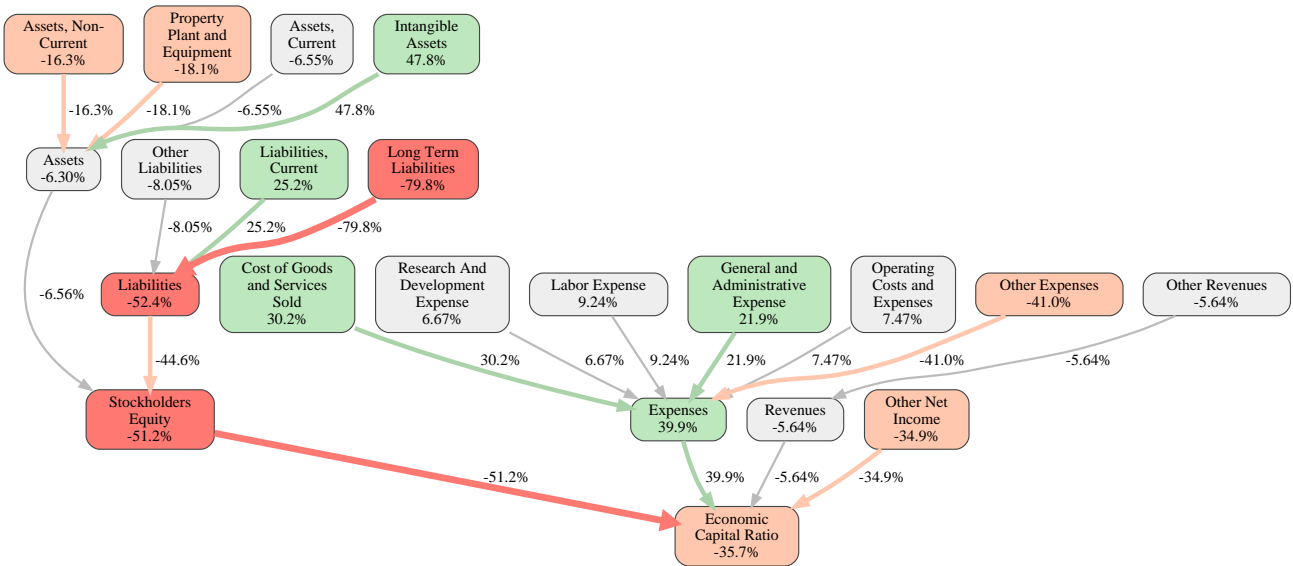 Assets, Non-
Current
-16.3%
Property
Plant and
Equipment
-18.1%
Assets,
Current
-6.55%
Intangible
Assets
47.8%
-16.3%
-18.1%
-6.55%
47.8%
Assets
-6.30%
Other
Liabilities
-8.05%
Liabilities,
Current
25.2%
Long Term
Liabilities
-79.8%
-8.05%
25.2%
-79.8%
Liabilities
-52.4%
Cost of Goods
and Services
Sold
30.2%
Research And
Development
Expense
6.67%
Labor Expense
9.24%
General and
Administrative
Expense
21.9%
Operating
Costs and
Expenses
7.47%
Other Expenses
-41.0%
Other Revenues
-5.64%
-6.56%
-44.6%
30.2%
6.67%
9.24%
21.9%
7.47%
-41.0%
-5.64%
Stockholders
Equity
-51.2%
Expenses
39.9%
Revenues
-5.64%
Other Net
Income
-34.9%
-51.2%
39.9%
-5.64%
-34.9%
Economic
Capital Ratio
-35.7%